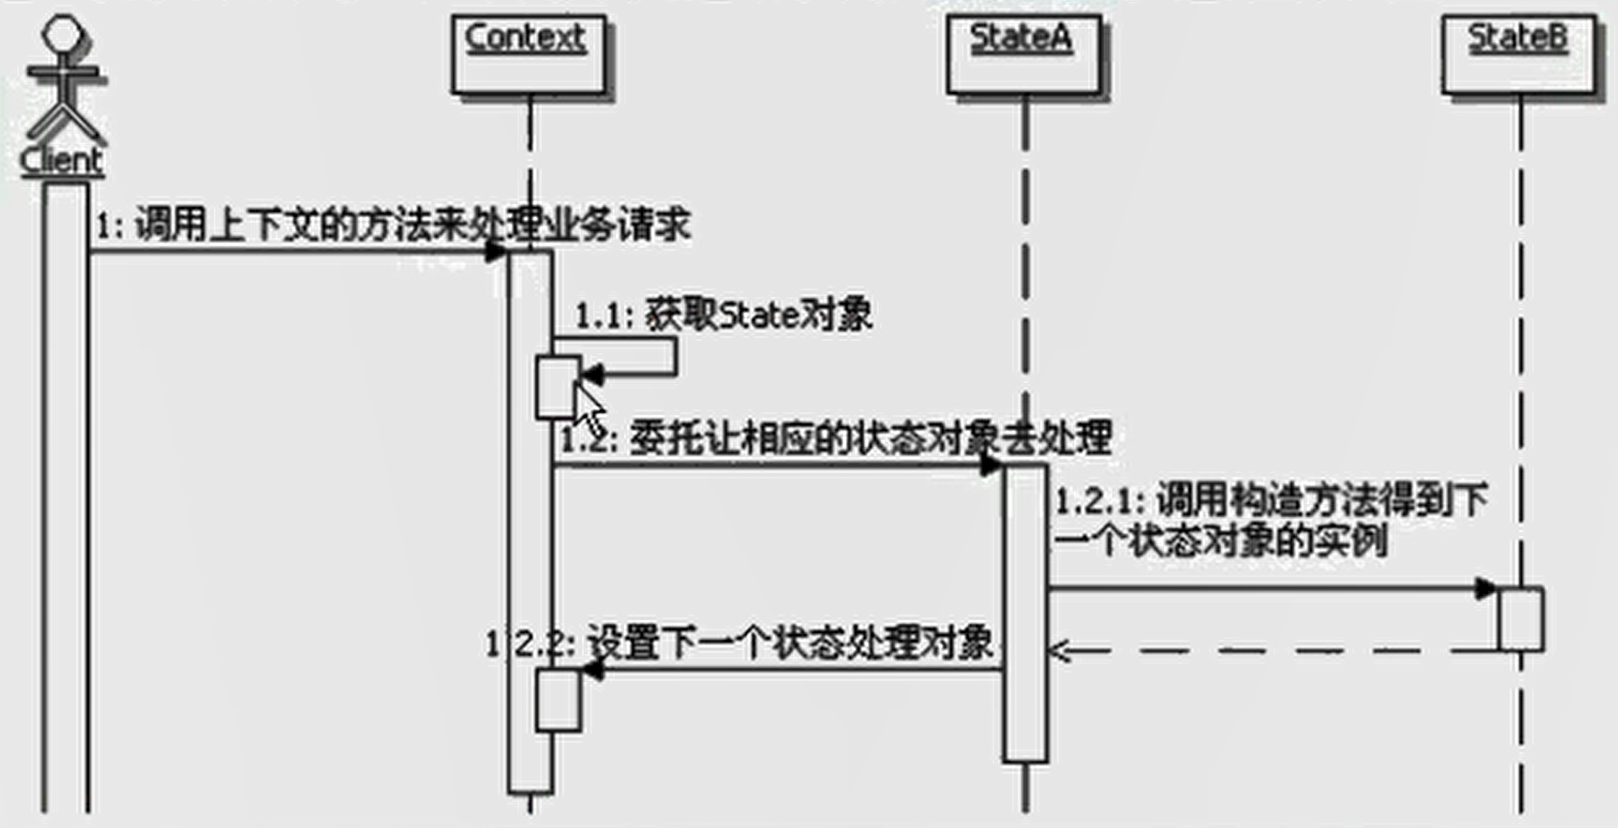 Context
StateA
StateB
Client
1: 调用上下文的方法来处理业务请求
1.1: 获取State对象
1.2: 委托让相应的状态对象去处理
1.2.1: 调用构造方法得到下
一个状态对象的实例
1.2.2: 设置下一个状态处理对象